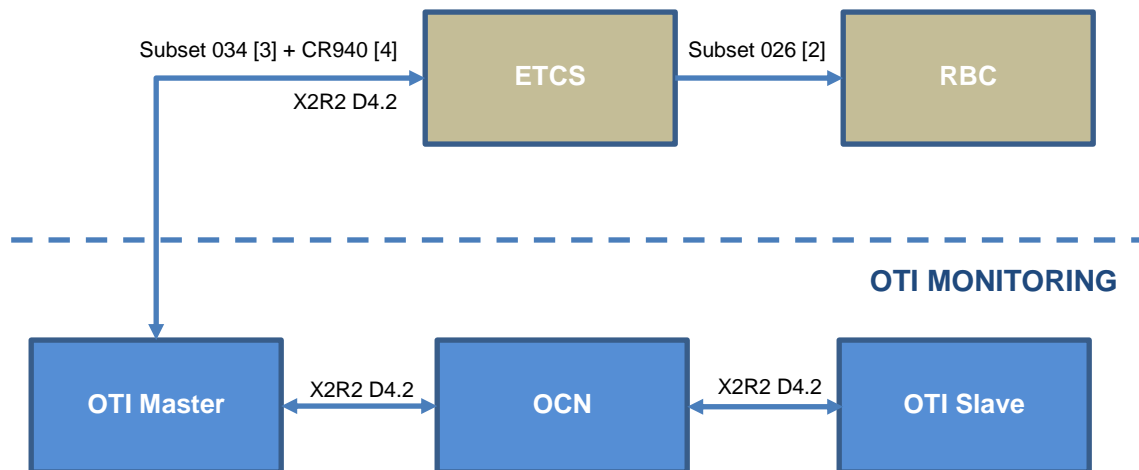 Subset 034 [3] + CR940 [4]
X2R2 D4.2
ETCS
Subset 026 [2]
RBC
OTI MONITORING
OTI Master
X2R2 D4.2
OCN
X2R2 D4.2
OTI Slave